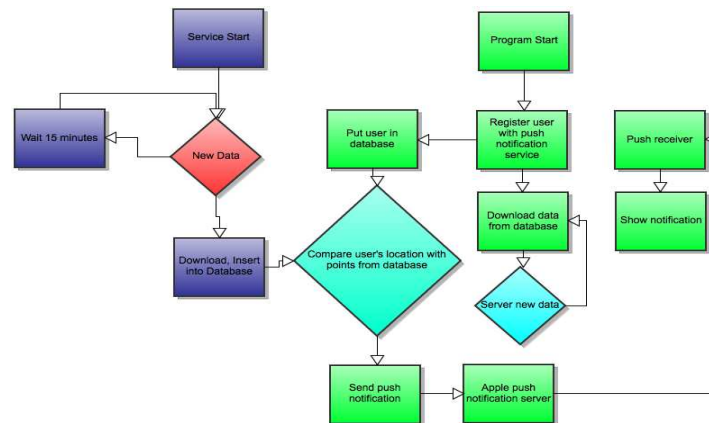 Service Start
Program Start
Wait 15 minutes
New Data
Put user in
database
Register user
with push
notification
service
Push receiver
Download data
from database
Show notification
Download, Insert
into Database
Compare user's location with
points from database
Server new data
Send push
notification
Apple push
notification server